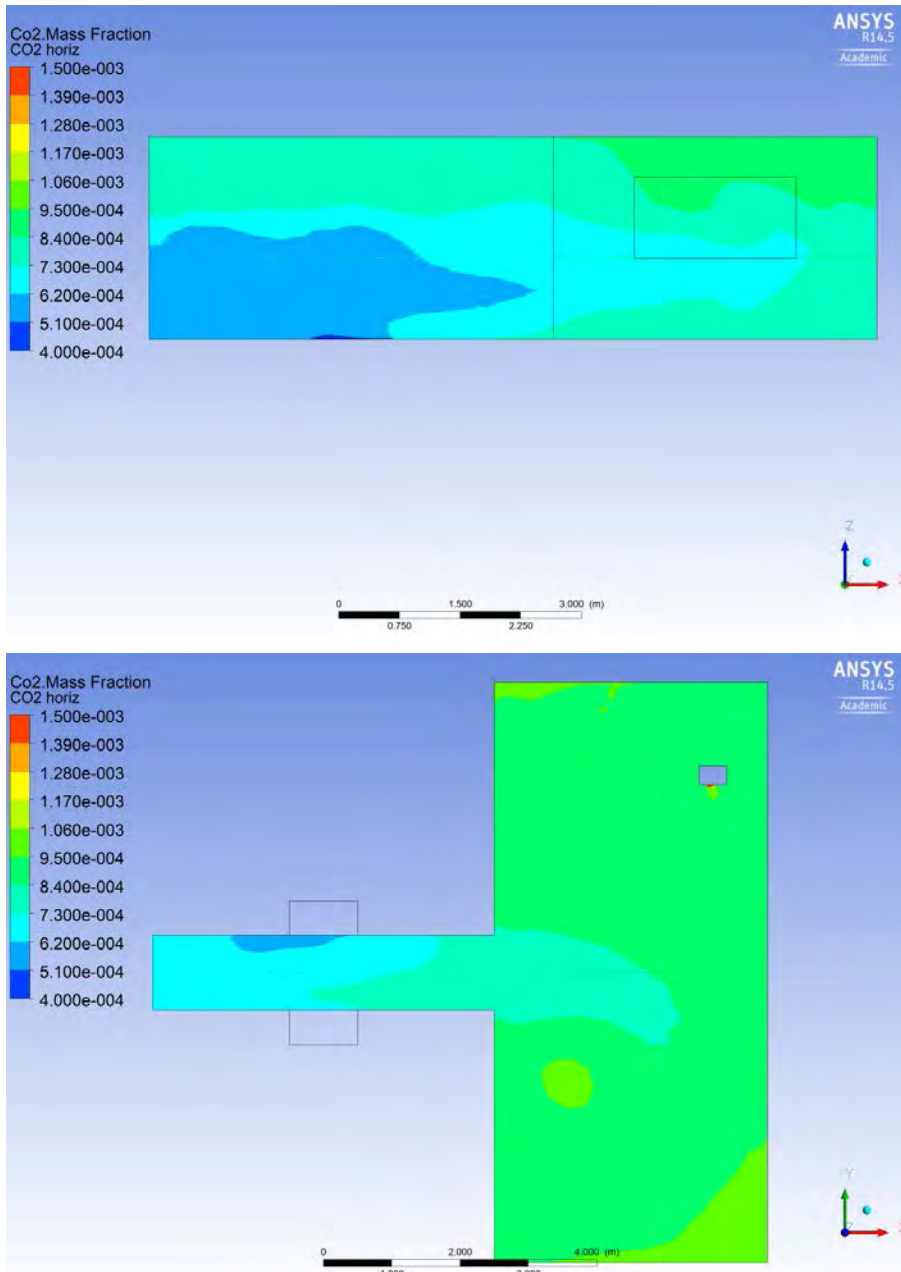 Co2.Mass Fraction
CO2 horiz
1.500e-003
1.390e-003
1.280e-003
1.170e-003
1.060e-003
9.500e-004
8.400e-004
7.300e-004
6.200e-004
5.100e-004
4.000e-004
ANSYS
R14.5
Academic
Z
0 1.500 3.000 (m)
0.750 2.250
Co2.Mass Fraction
CO2 horiz
1.500e-003
1.390e-003
1.280e-003
1.170e-003
1.060e-003
9.500e-004
8.400e-004
7.300e-004
6.200e-004
5.100e-004
4.000e-004
ANSYS
R14.5
Academic
Y
0 2.000 4.000 (m)